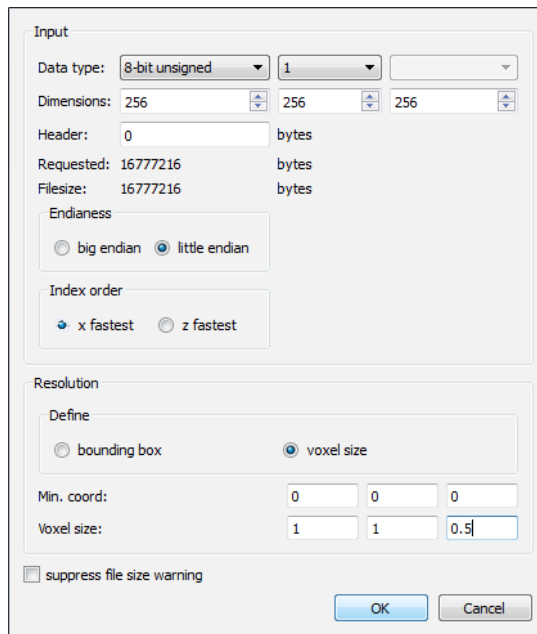 Input
Data type: 8-bit unsigned 1
Dimensions: 256 256 256
Header: 0 bytes
Requested: 16777216 bytes
Filesize: 16777216 bytes
Endianess
big endian little endian
Index order
x fastest z fastest
Resolution
Define
bounding box voxel size
Min. coord: 0 0 0
Voxel size: 1 1 0.5
suppress file size warning
OK Cancel